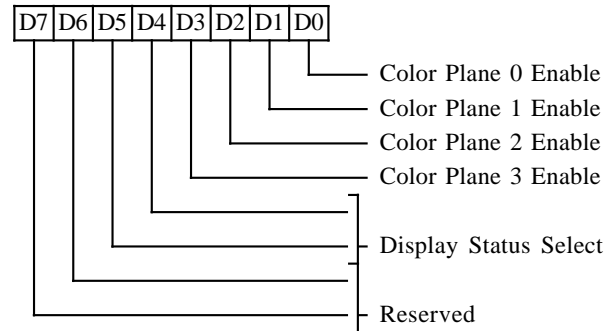 D7 D6 D5 D4 D3 D2 D1 D0
Color Plane 0 Enable
Color Plane 1 Enable
Color Plane 2 Enable
Color Plane 3 Enable
Display Status Select
Reserved